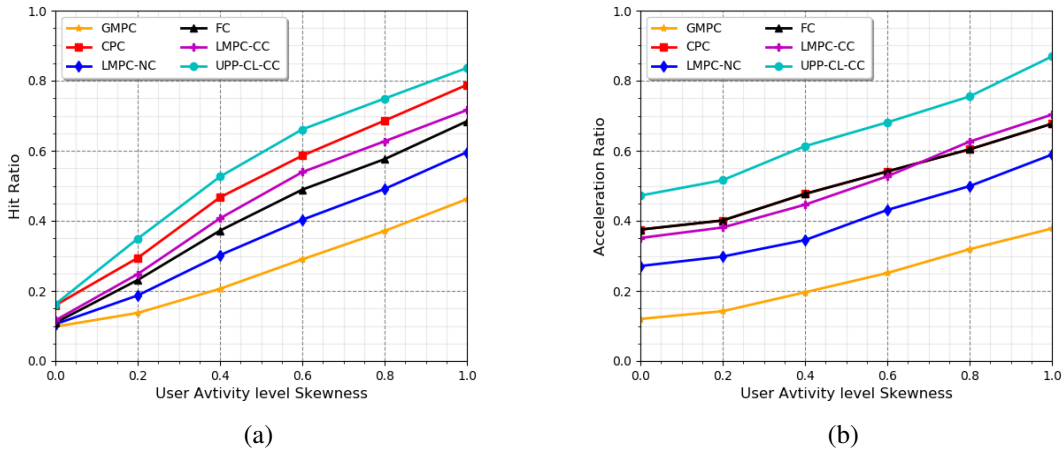 1.0
0.8
0.6
0.4
0.2
0.0
Hit Ratio
GMPC
CPC
LMPC-NC
FC
LMPC-CC
UPP-CL-CC
0.0 0.2 0.4 0.6 0.8 1.0
User Avtivity level Skewness
(a)
1.0
0.8
0.6
0.4
0.2
0.0
Acceleration Ratio
GMPC
CPC
LMPC-NC
FC
LMPC-CC
UPP-CL-CC
0.0 0.2 0.4 0.6 0.8 1.0
User Avtivity level Skewness
(b)